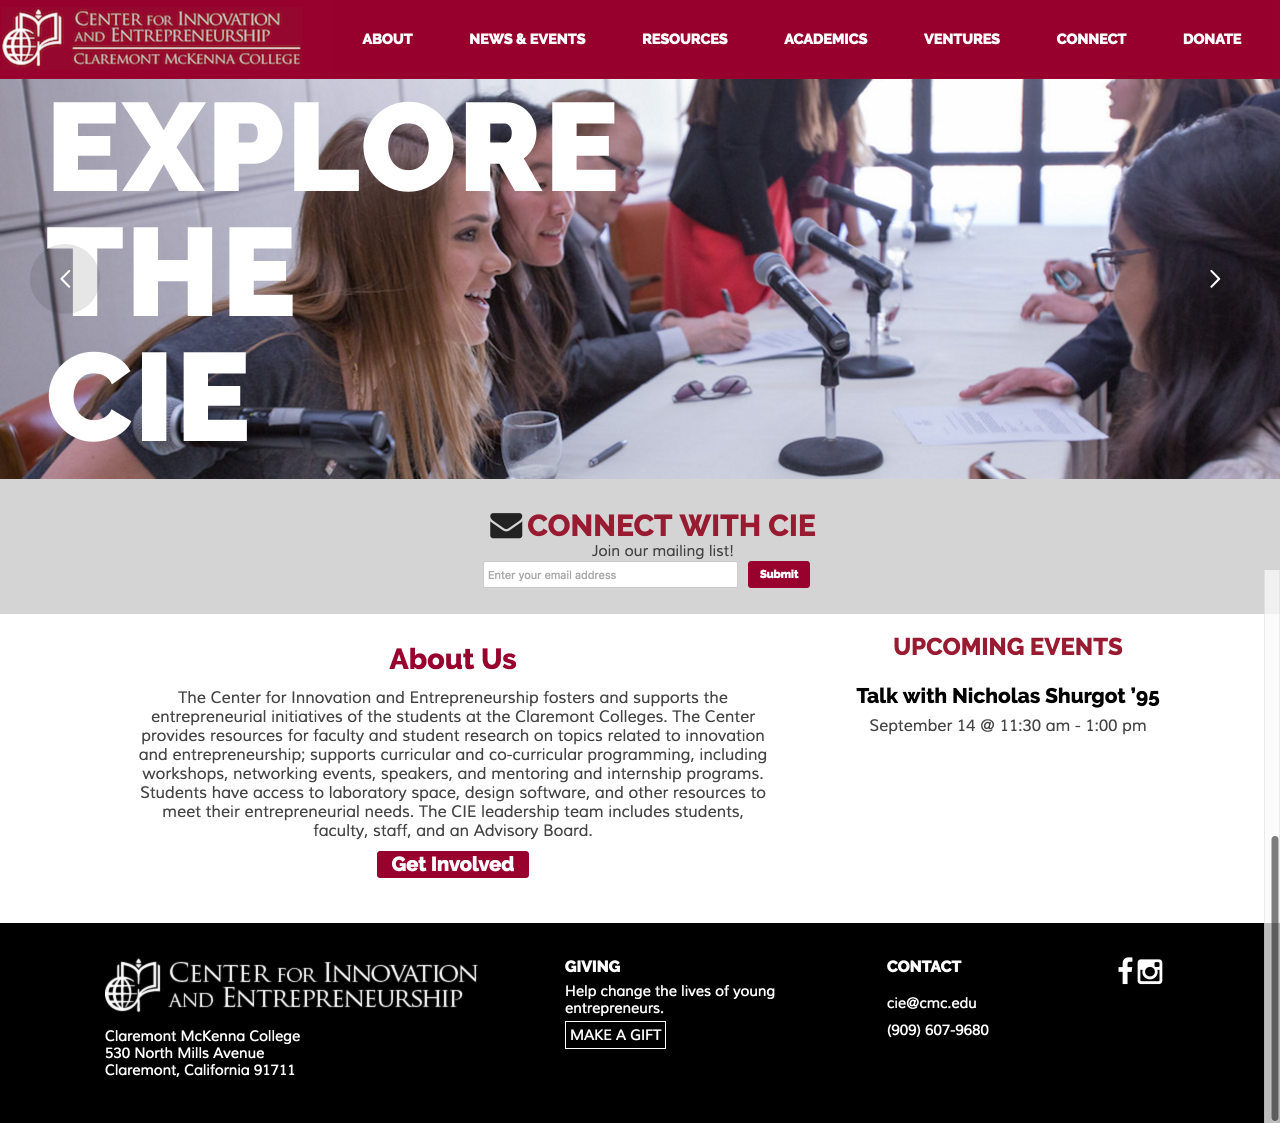 CENTER FOR INNOVATION
AND ENTREPRENEURSHIP
CLAREMONT MCKENNA COLLEGE
ABOUT
NEWS & EVENTS
RESOURCES
ACADEMICS
VENTURES
CONNECT
DONATE
EXPLORE
THE
CIE
CONNECT WITH CIE
Join our mailing list!
Enter your email address
Submit
About Us
The Center for Innovation and Entrepreneurship fosters and supports the
entrepreneurial initiatives of the students at the Claremont Colleges. The Center
provides resources for faculty and student research on topics related to innovation
and entrepreneurship; supports curricular and co-curricular programming, including
workshops, networking events, speakers, and mentoring and internship programs.
Students have access to laboratory space, design software, and other resources to
meet their entrepreneurial needs. The CIE leadership team includes students,
faculty, staff, and an Advisory Board.
Get Involved
UPCOMING EVENTS
Talk with Nicholas Shurgot ’95
September 14 @ 11:30 am - 1:00 pm
CENTER FOR INNOVATION
AND ENTREPRENEURSHIP
Claremont McKenna College
530 North Mills Avenue
Claremont, California 91711
GIVING
Help change the lives of young
entrepreneurs.
MAKE A GIFT
CONTACT
cie@cmc.edu
(909) 607-9680